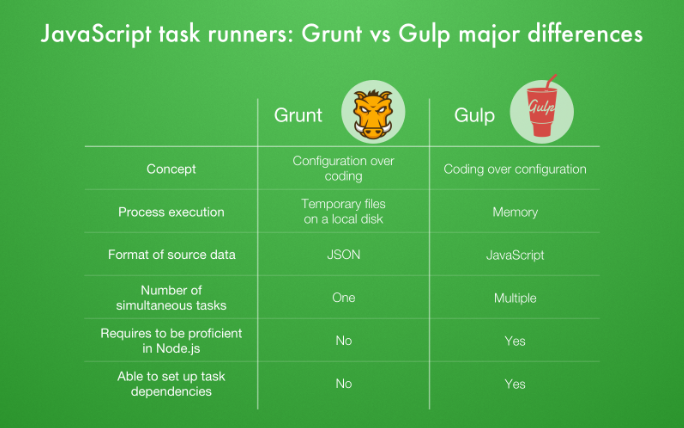 JavaScript task runners: Grunt vs Gulp major differences
Grunt
Gulp
Gulp
Concept
Configuration over
coding
Coding over configuration
Process execution
Temporary files
on a local disk
Memory
Format of source data
JSON
JavaScript
Number of
simultaneous tasks
One
Multiple
Requires to be proficient
in Node.js
No
Yes
Able to set up task
dependencies
No
Yes